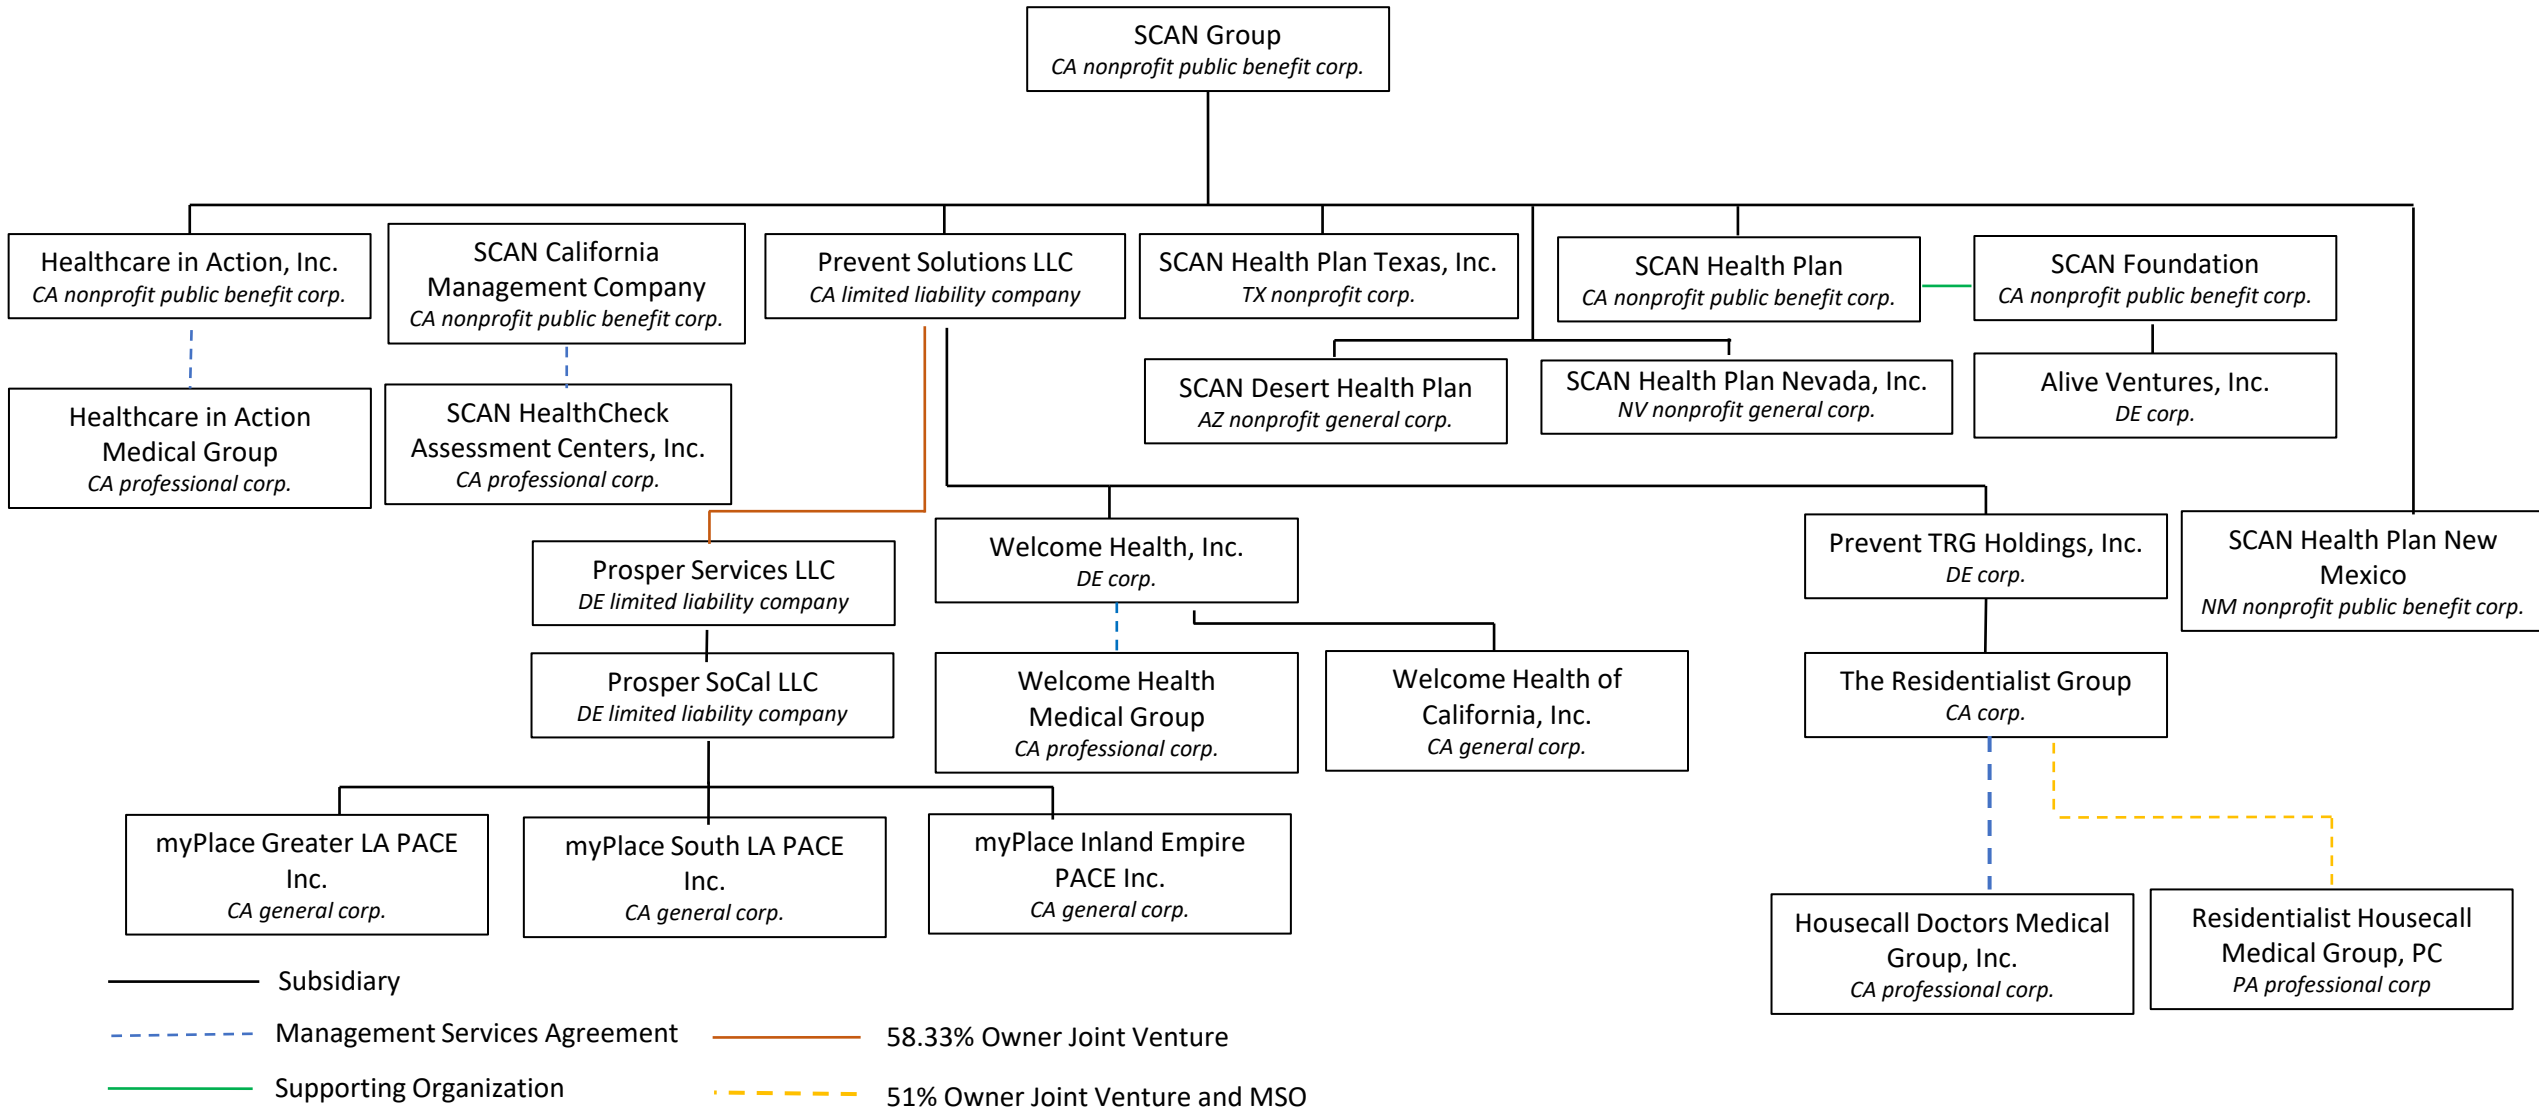 SCAN Group
CA nonprofit public benefit corp.
Healthcare in Action, Inc.
CA nonprofit public benefit corp.
SCAN California
Management Company
CA nonprofit public benefit corp.
Prevent Solutions LLC
CA limited liability company
SCAN Health Plan Texas, Inc.
TX nonprofit corp.
SCAN Health Plan
CA nonprofit public benefit corp.
SCAN Foundation
CA nonprofit public benefit corp.
Healthcare in Action
Medical Group
CA professional corp.
SCAN HealthCheck
Assessment Centers, Inc.
CA professional corp.
SCAN Desert Health Plan
AZ nonprofit general corp.
SCAN Health Plan Nevada, Inc.
NV nonprofit general corp.
Alive Ventures, Inc.
DE corp.
Prosper Services LLC
DE limited liability company
Welcome Health, Inc.
DE corp.
Prevent TRG Holdings, Inc.
DE corp.
SCAN Health Plan New
Mexico
NM nonprofit public benefit corp.
Prosper SoCal LLC
DE limited liability company
Welcome Health
Medical Group
CA professional corp.
Welcome Health of
California, Inc.
CA general corp.
The Residentialist Group
CA corp.
myPlace Greater LA PACE
Inc.
CA general corp.
myPlace South LA PACE
Inc.
CA general corp.
myPlace Inland Empire
PACE Inc.
CA general corp.
Housecall Doctors Medical
Group, Inc.
CA professional corp.
Residentialist Housecall
Medical Group, PC
PA professional corp
Subsidiary
Management Services Agreement
58.33% Owner Joint Venture
Supporting Organization
51% Owner Joint Venture and MSO